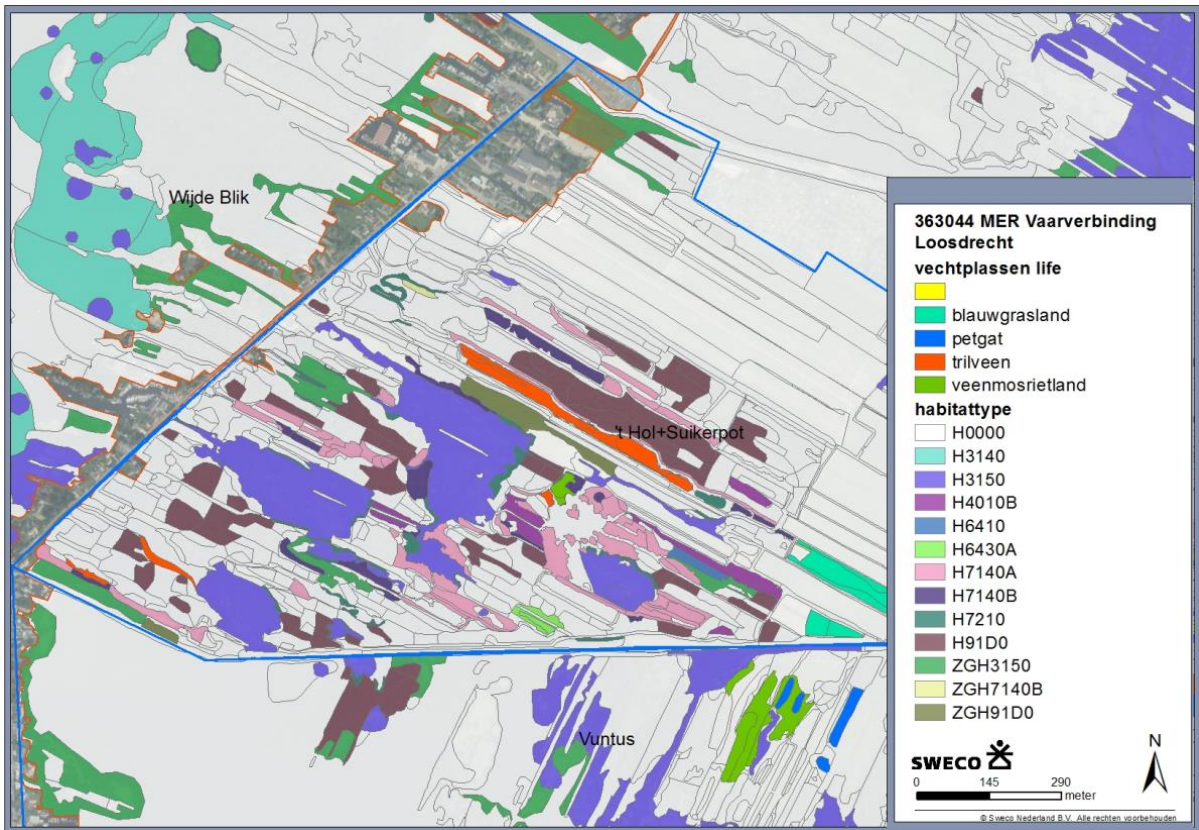 Wijde Blik
't Hol+Suikerpot
Vuntus
363044 MER Vaarverbinding
Loosdrecht
vechtplassen life
blauwgrasland
petgat
trilveen
veenmosrietland
habitattype
H0000
H3140
H3150
H4010B
H6410
H6430A
H7140A
H7140B
H7210
H91D0
ZGH3150
ZGH7140B
ZGH91D0
SWECO
N
0 145 290
meter
© Sweco Nederland B.V. Alle rechten voorbehouden